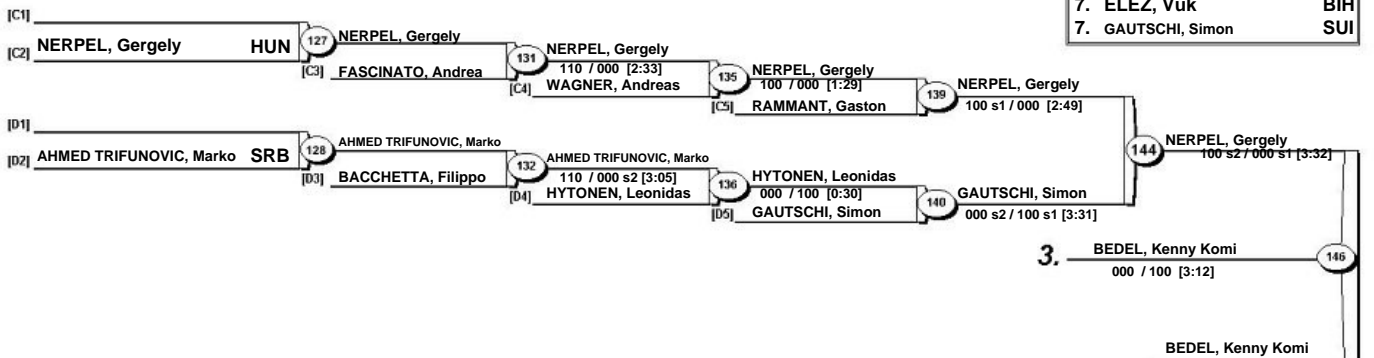 7. ELEZ, Vuk BIH
7. GAUTSCHI, Simon SUI
[C1]
[C2] NERPEL, Gergely HUN
127
NERPEL, Gergely
[C3] FASCINATO, Andrea
131
NERPEL, Gergely
110 / 000 [2:33]
[C4] WAGNER, Andreas
135
NERPEL, Gergely
100 / 000 [1:29]
[C5] RAMMANT, Gaston
139
NERPEL, Gergely
100 s1 / 000 [2:49]
[D1]
[D2] AHMED TRIFUNOVIC, Marko SRB
128
AHMED TRIFUNOVIC, Marko
[D3] BACCHETTA, Filippo
132
AHMED TRIFUNOVIC, Marko
110 / 000 s2 [3:05]
[D4] HYTONEN, Leonidas
136
HYTONEN, Leonidas
000 / 100 [0:30]
[D5] GAUTSCHI, Simon
140
GAUTSCHI, Simon
000 s2 / 100 s1 [3:31]
144
NERPEL, Gergely
100 s2 / 000 s1 [3:32]
3. BEDEL, Kenny Komi
000 / 100 [3:12]
146
BEDEL, Kenny Komi